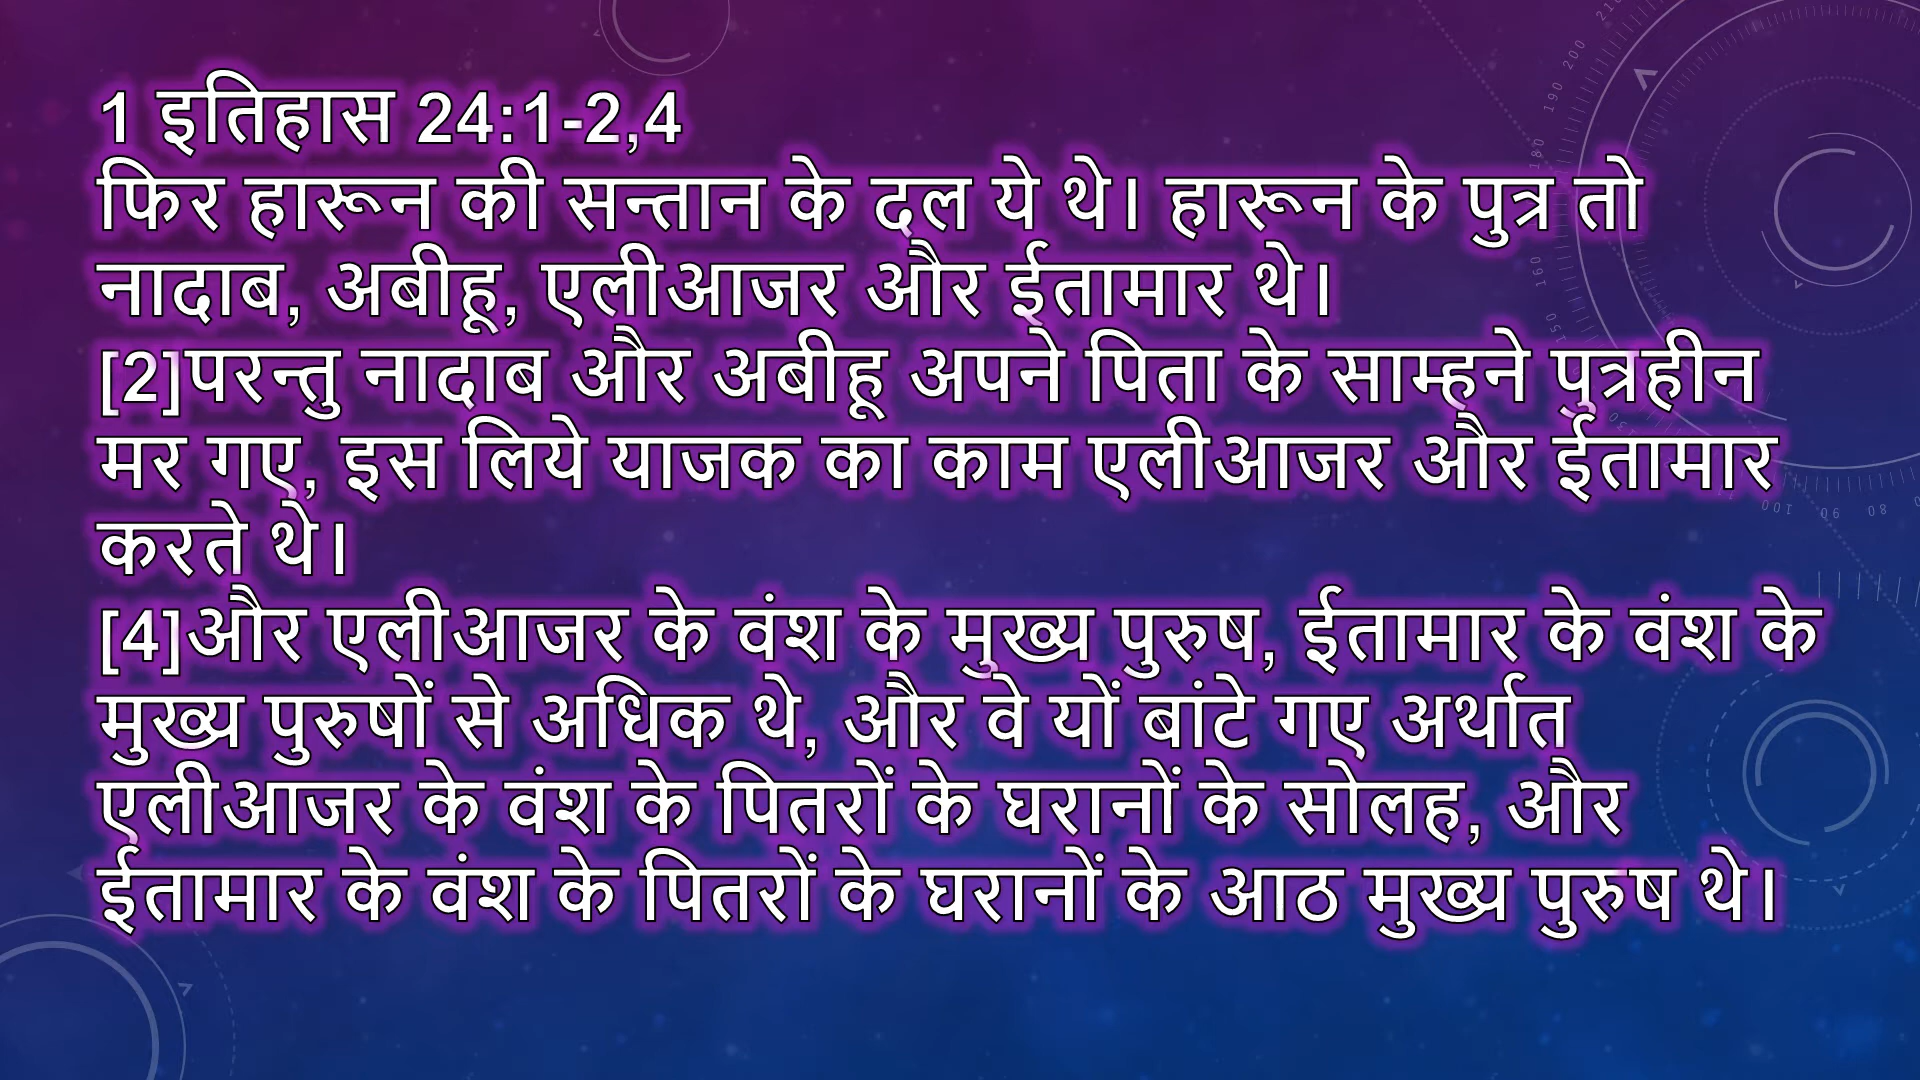 1 इतिहास 24:1-2,4
फिर हारून की सन्तान के दल ये थे। हारून के पुत्र तो
नादाब, अबीहू, एलीआजर और ईतामार थे।
[2]परन्तु नादाब और अबीहू अपने पिता के साम्हने पुत्रहीन
मर गए, इस लिये याजक का काम एलीआजर और ईतामार
करते थे।
[4]और एलीआजर के वंश के मुख्य पुरुष, ईतामार के वंश के
मुख्य पुरुषों से अधिक थे, और वे यों बांटे गए अर्थात
एलीआजर के वंश के पितरों के घरानों के सोलह, और
ईतामार के वंश के पितरों के घरानों के आठ मुख्य पुरुष थे।